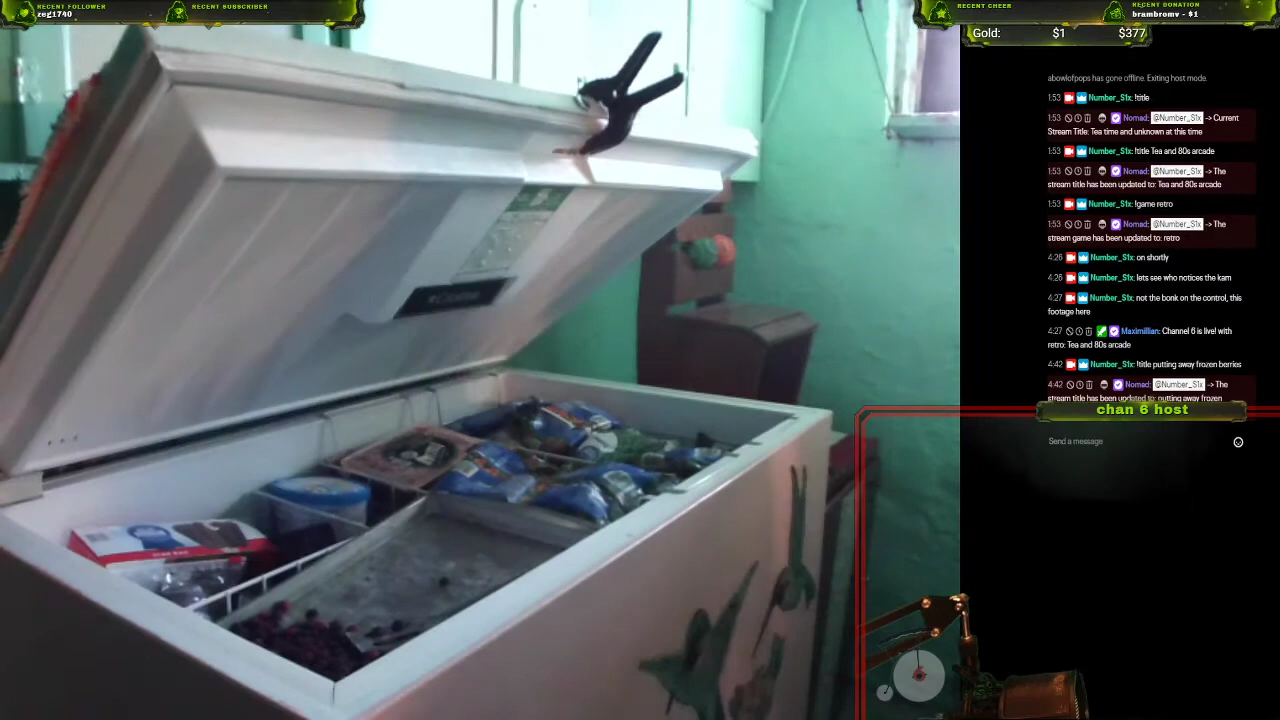 RECENT FOLLOWER
zeg1740
RECENT SUBSCRIBER
RECENT CHEER
RECENT DONATION
brambromv - $1
Gold: $1 $377
abowlofpops has gone offline. Exiting host mode.
1:53 Number_S1x: !title
1:53 Nomad: @Number_S1x -> Current
Stream Title: Tea time and unknown at this time
1:53 Number_S1x: !title Tea and 80s arcade
1:53 Nomad: @Number_S1x -> The
stream title has been updated to: Tea and 80s arcade
1:53 Number_S1x: !game retro
1:53 Nomad: @Number_S1x -> The
stream game has been updated to: retro
4:26 Number_S1x: on shortly
4:26 Number_S1x: lets see who notices the kam
4:27 Number_S1x: not the bonk on the control, this
footage here
4:27 Maximillian: Channel 6 is live! with
retro: Tea and 80s arcade
4:42 Number_S1x: !title putting away frozen berries
4:42 Nomad: @Number_S1x -> The
stream title has been updated to: putting away frozen
chan 6 host
Send a message